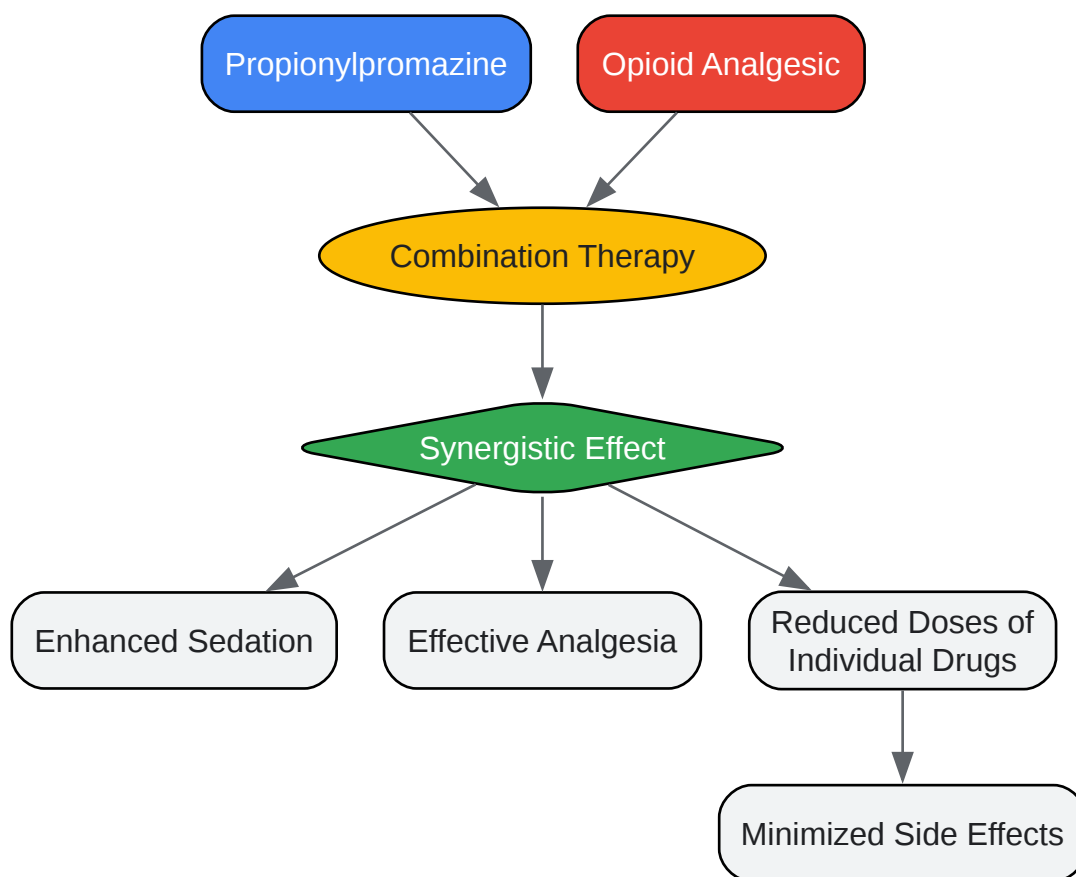 Propionylpromazine
Opioid Analgesic
Combination Therapy
Synergistic Effect
Enhanced Sedation
Effective Analgesia
Reduced Doses of
Individual Drugs
Minimized Side Effects